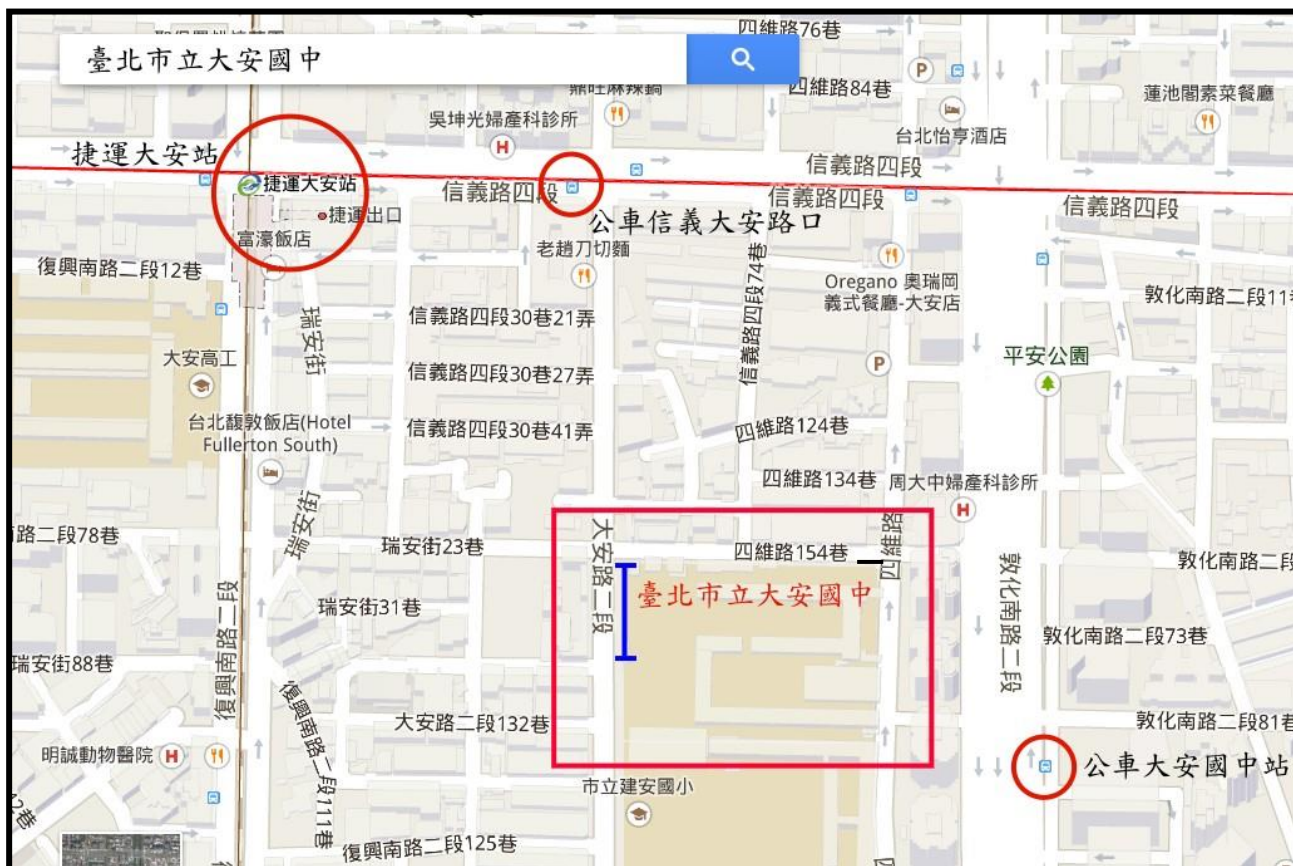 四維路76巷
臺北市立大安國中
鼎旺麻辣鍋
P
四維路84巷
蓮池閣素菜餐廳
吳坤光婦產科診所
H
台北怡亨酒店
捷運大安站
信義路四段
捷運大安站
信義路四段
信義路四段
信義路四段
捷運出口
公車信義大安路口
富濠飯店
老趙刀切麵
復興南路二段12巷
信義路四段74巷
Oregano 奧瑞岡
義式餐廳-大安店
敦化南路二段11巷
瑞安街
信義路四段30巷21弄
大安高工
P
平安公園
信義路四段30巷27弄
台北馥敦飯店(Hotel
Fullerton South)
信義路四段30巷41弄
四維路124巷
四維路134巷
周大中婦產科診所
H
瑞安街
路二段78巷
瑞安街23巷
大安路二段
四維路154巷
四維路
敦化南路二段
敦化南路二段
臺北市立大安國中
瑞安街31巷
敦化南路二段73巷
瑞安街88巷
復興南路二段
復興南路二段111巷
大安路二段132巷
敦化南路二段81巷
明誠動物醫院
H
公車大安國中站
市立建安國小
42巷
復興南路二段125巷